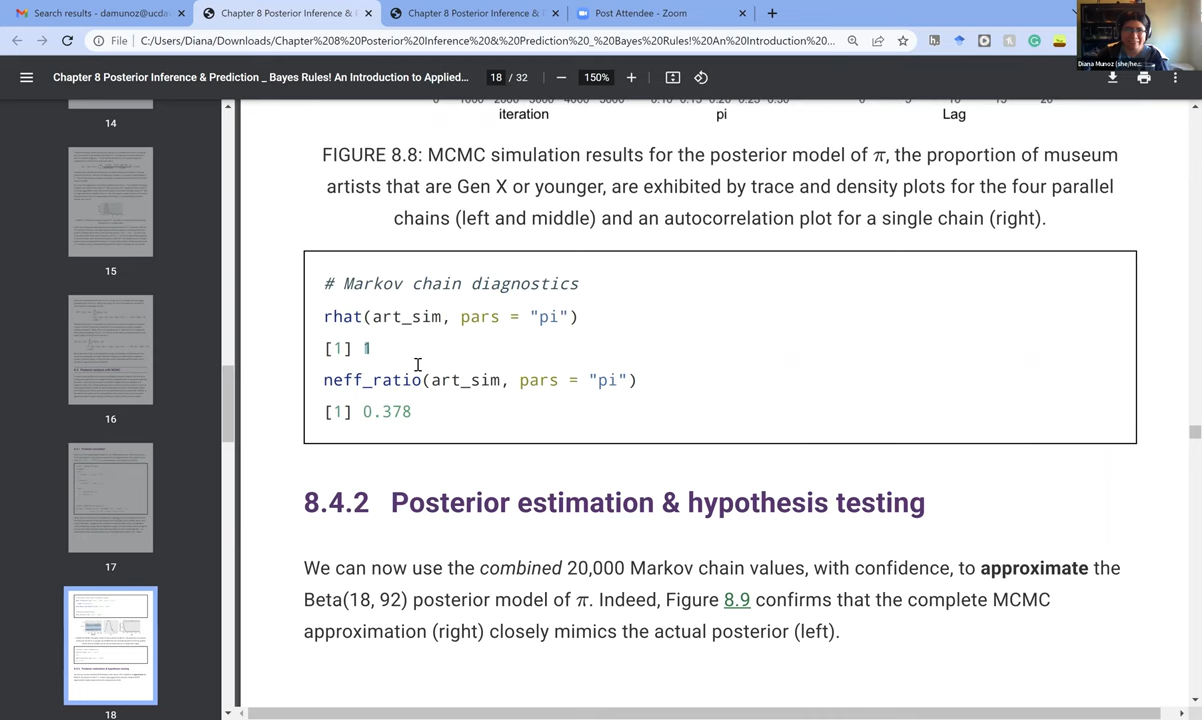 Search results - damunoz@ucda
Chapter 8 Posterior Inference &
Chapter 8 Posterior Inference &
Post Attendee - Zoom
File
C:/Users/Diana/Downloads/Chapter%208%20Posterior%20Inference%20&%20Prediction%20_%20Bayes%20Rules!%20An%20Introduction%20...
Diana Munoz (she/he...
Chapter 8 Posterior Inference & Prediction _ Bayes Rules! An Introduction to Applied...
18 / 32
150%
14
15
16
17
18
iteration
pi
Lag
FIGURE 8.8: MCMC simulation results for the posterior model of π, the proportion of museum
artists that are Gen X or younger, are exhibited by trace and density plots for the four parallel
chains (left and middle) and an autocorrelation plot for a single chain (right).
# Markov chain diagnostics
rhat(art_sim, pars = "pi")
[1] 1
neff_ratio(art_sim, pars = "pi")
[1] 0.378
8.4.2 Posterior estimation & hypothesis testing
We can now use the combined 20,000 Markov chain values, with confidence, to approximate the
Beta(18, 92) posterior model of π. Indeed, Figure 8.9 confirms that the complete MCMC
approximation (right) closely mimics the actual posterior (left).